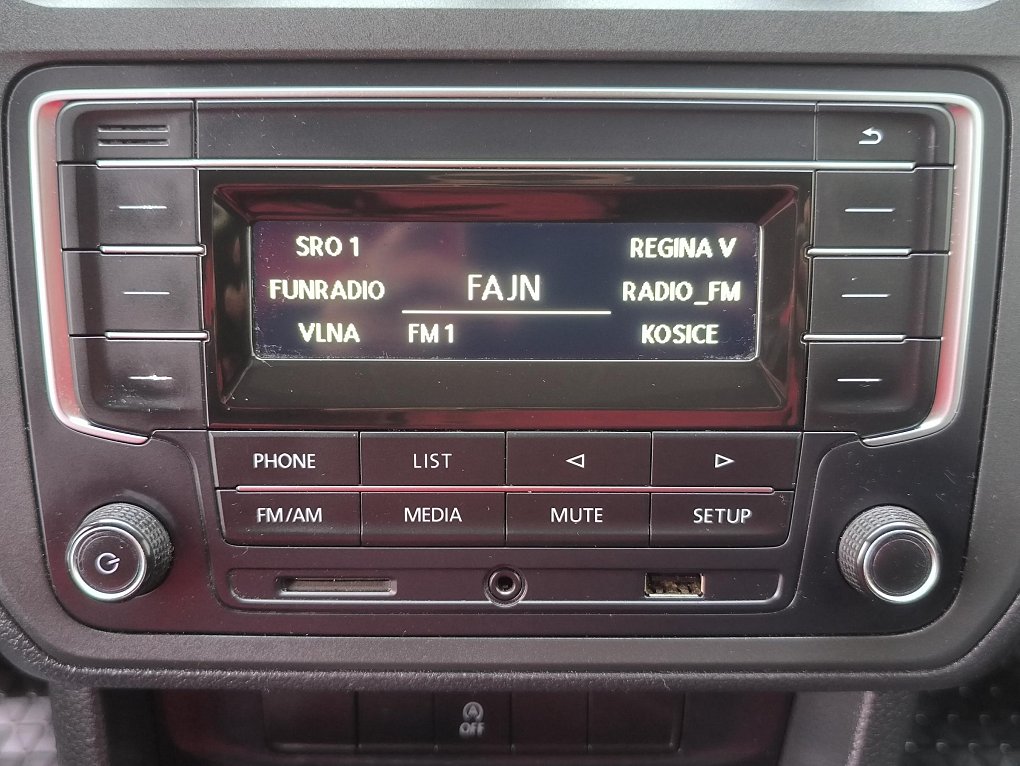 SRO 1
REGINA V
FUNRADIO
FAJN
RADIO_FM
VLNA
FM 1
KOSICE
PHONE
LIST
FM/AM
MEDIA
MUTE
SETUP
A
OFF